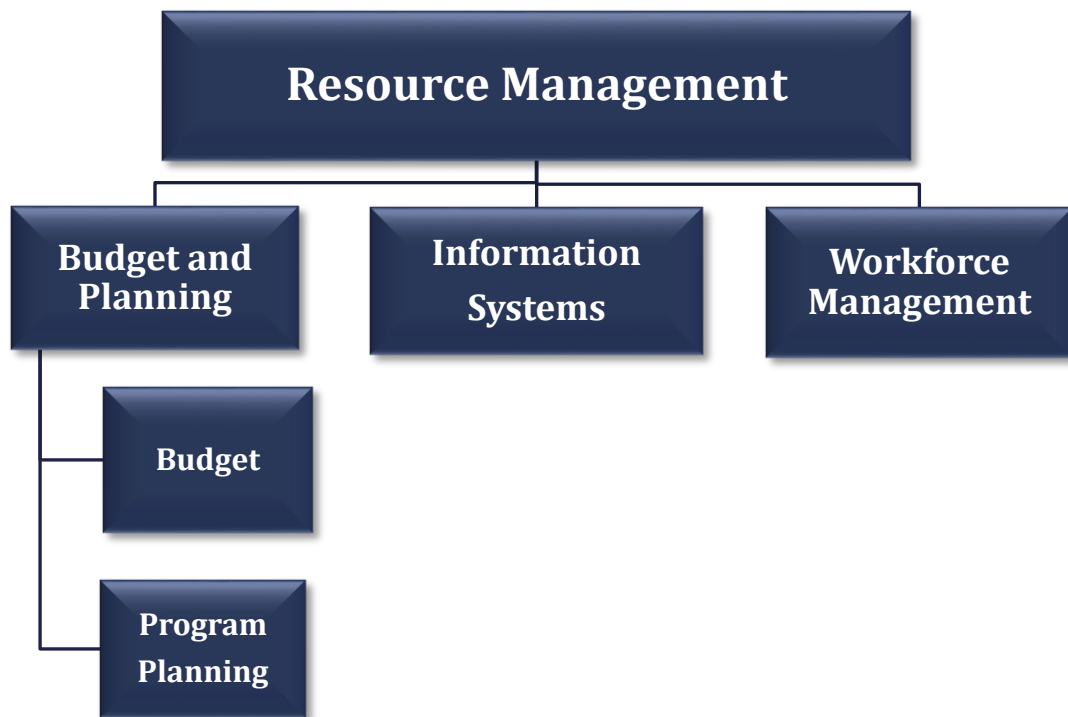 Resource Management
Budget and
Planning
Information
Systems
Workforce
Management
Budget
Program
Planning